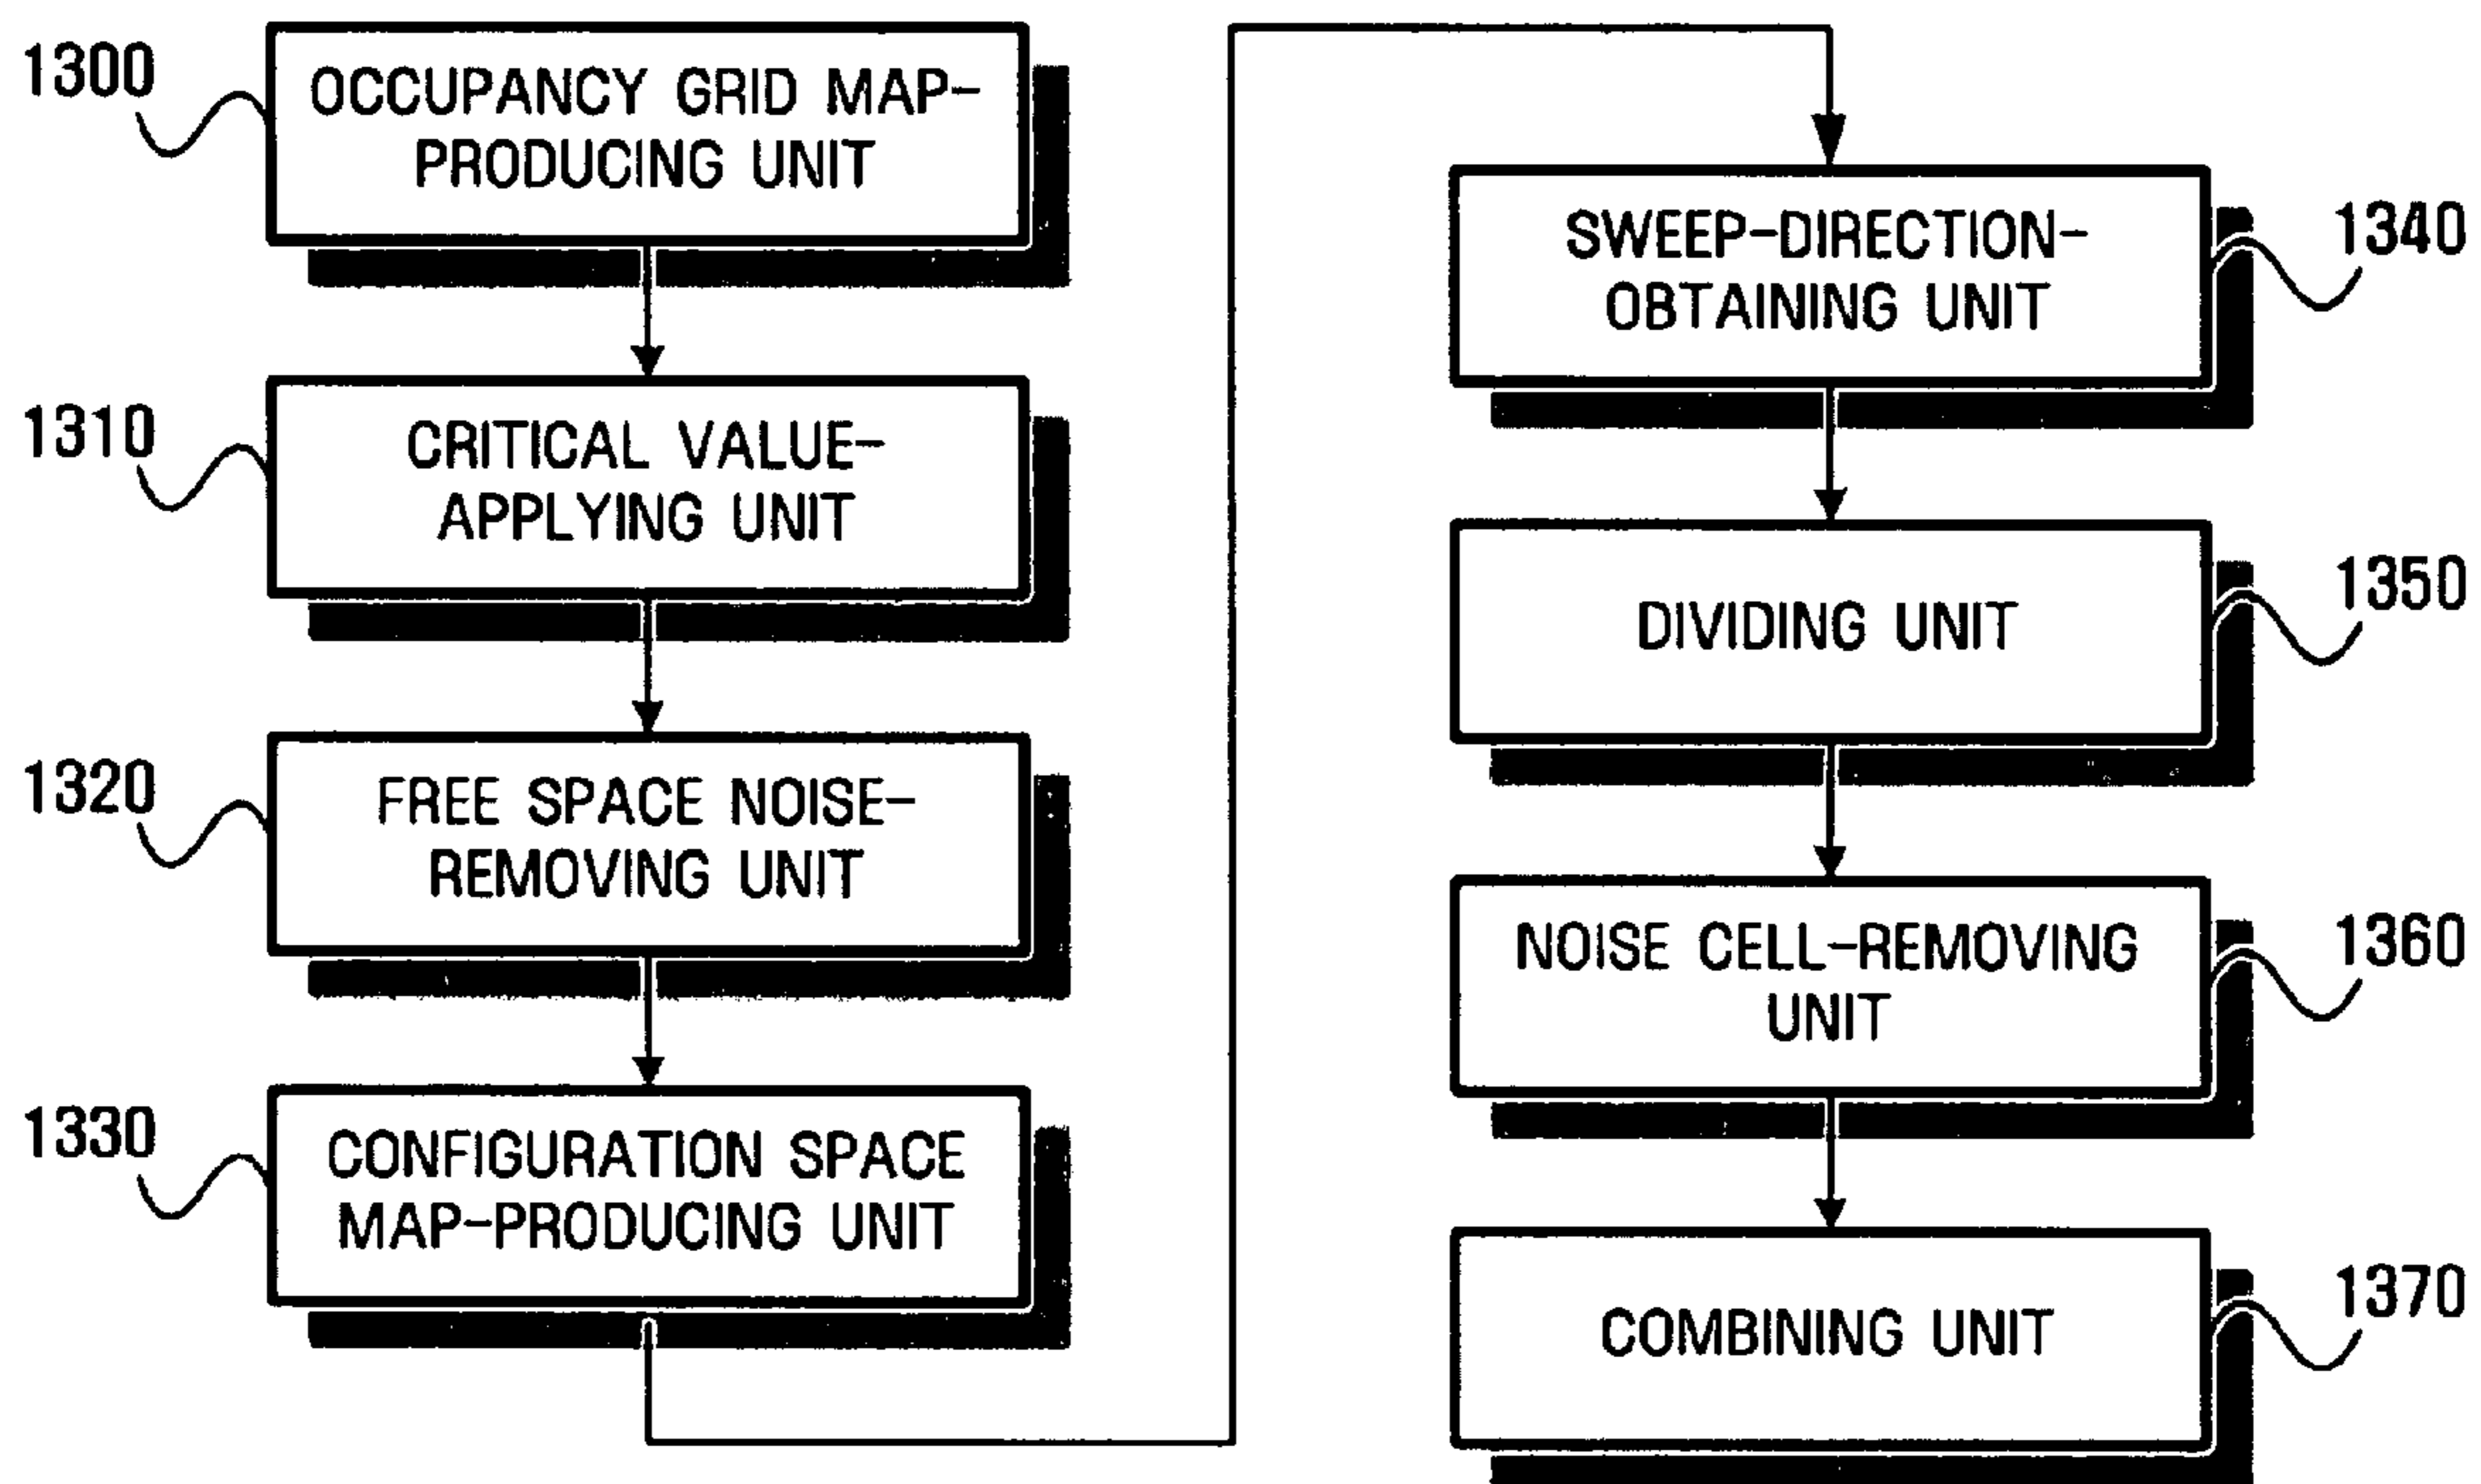 1300
OCCUPANCY GRID MAP-
PRODUCING UNIT
1310
CRITICAL VALUE-
APPLYING UNIT
1320
FREE SPACE NOISE-
REMOVING UNIT
1330
CONFIGURATION SPACE
MAP-PRODUCING UNIT
SWEEP-DIRECTION-
OBTAINING UNIT
1340
DIVIDING UNIT
1350
NOISE CELL-REMOVING
UNIT
1360
COMBINING UNIT
1370